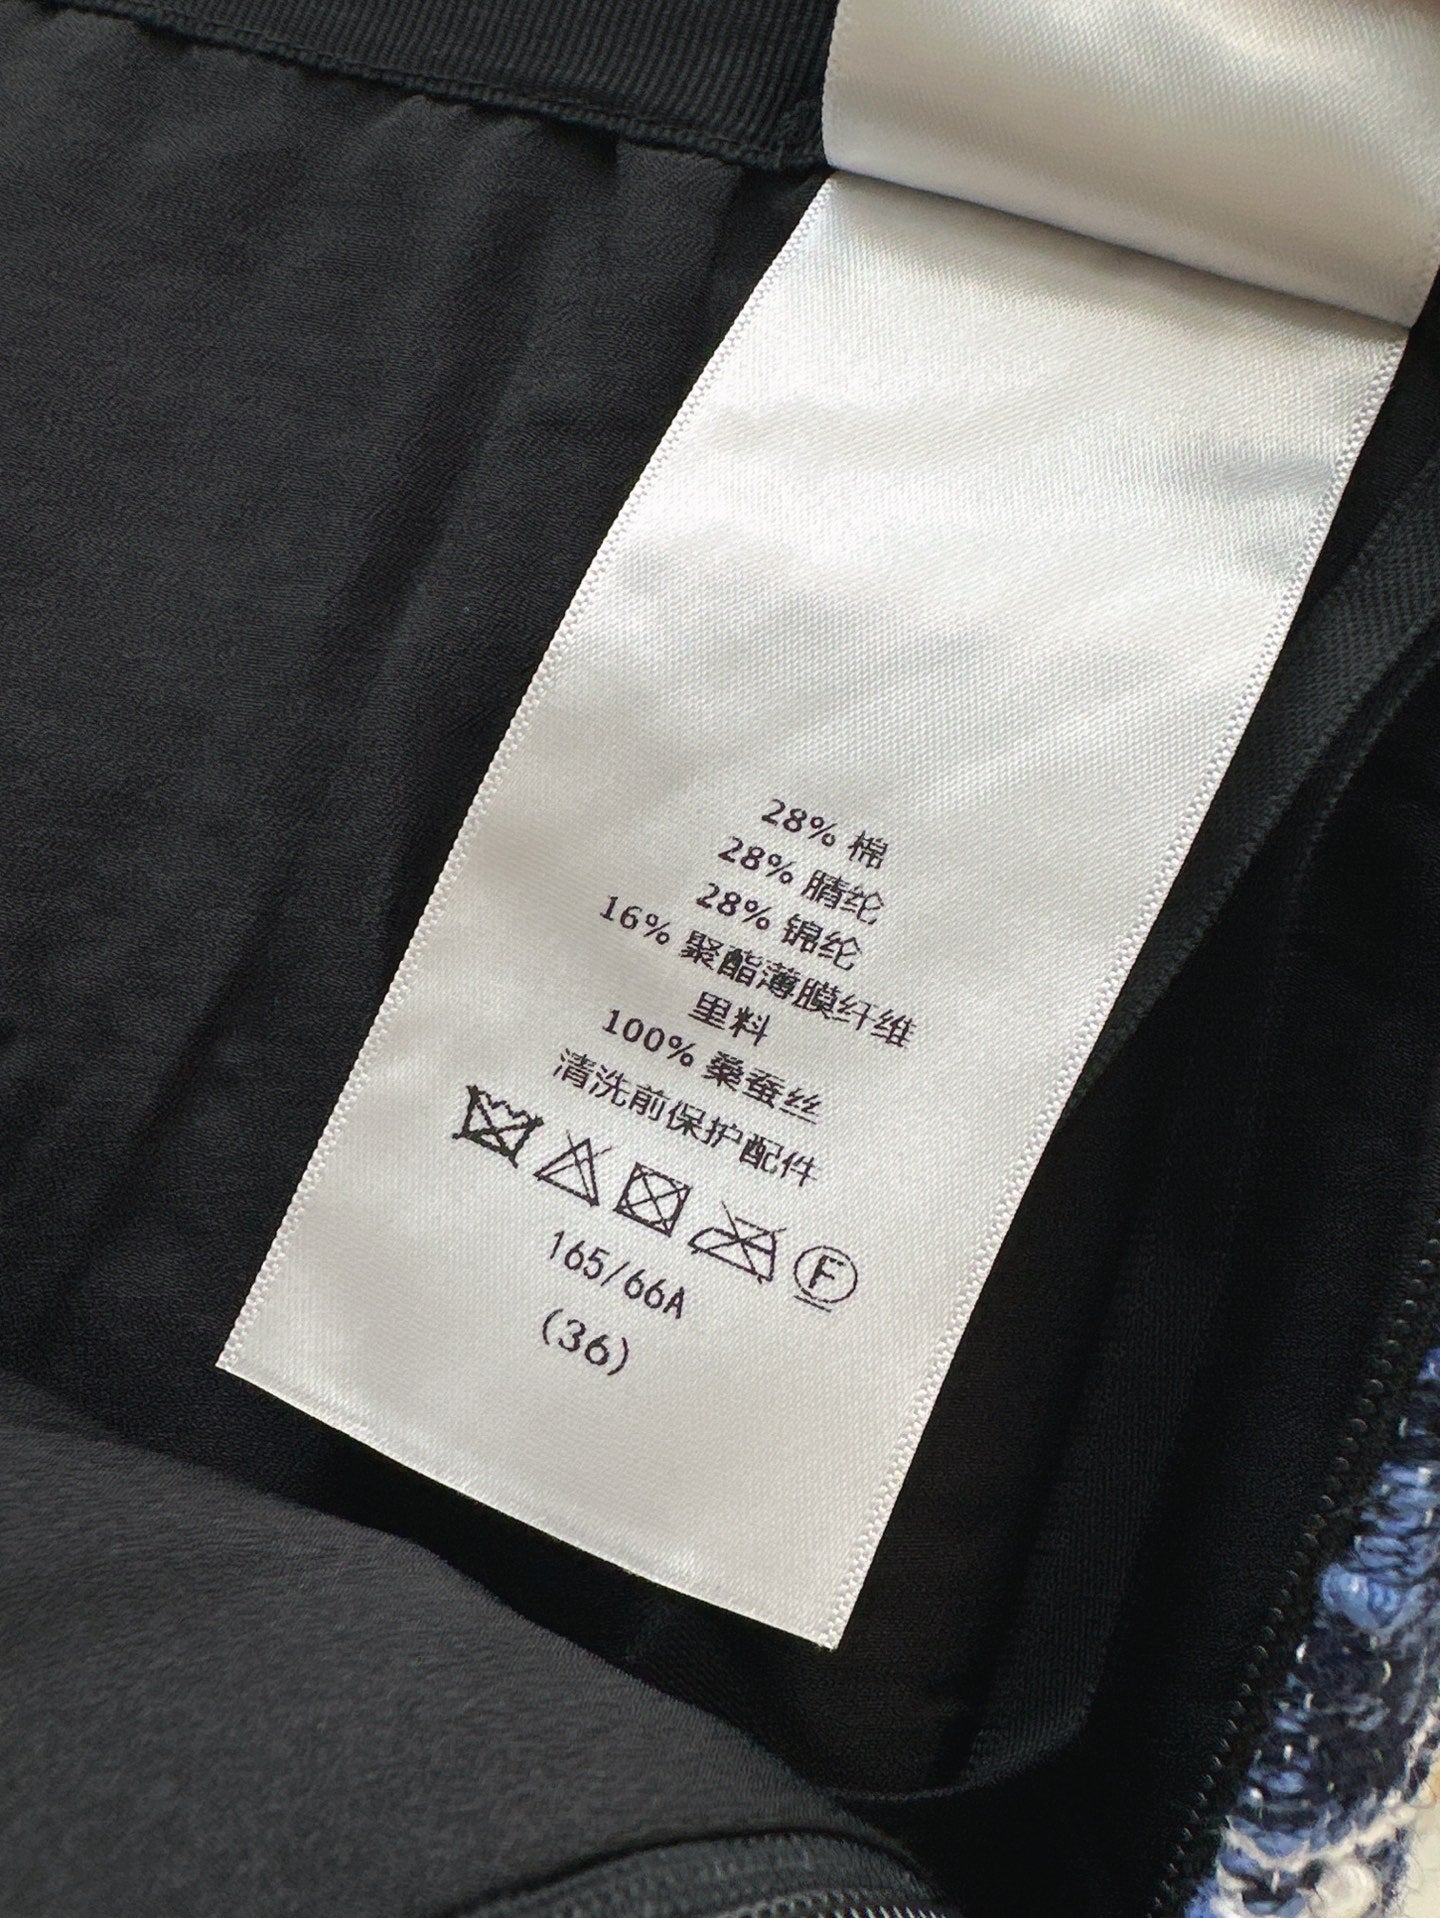 28% 棉
28% 腈纶
28% 锦纶
16% 聚酯薄膜纤维
里料
100% 桑蚕丝
清洗前保护配件
F
165/66A
(36)